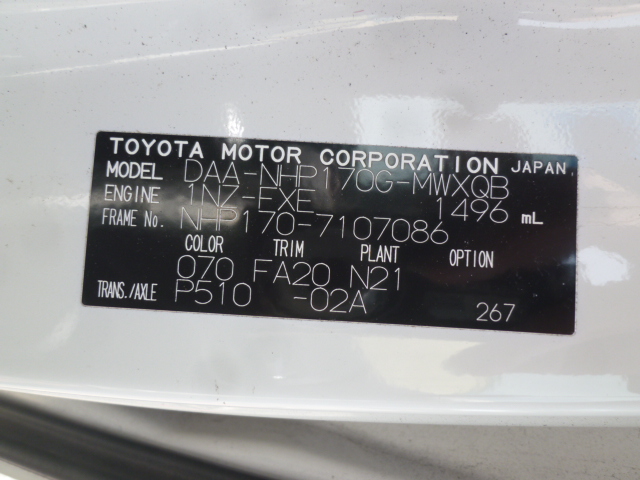 TOYOTA MOTOR CORPORATION JAPAN
MODEL DAA-NHP170G-MWXQB
ENGINE 1NZ-FXE 1496 mL
FRAME No. NHP170-7107086
COLOR TRIM PLANT OPTION
070 FA20 N21
TRANS./AXLE P510 -02A 267